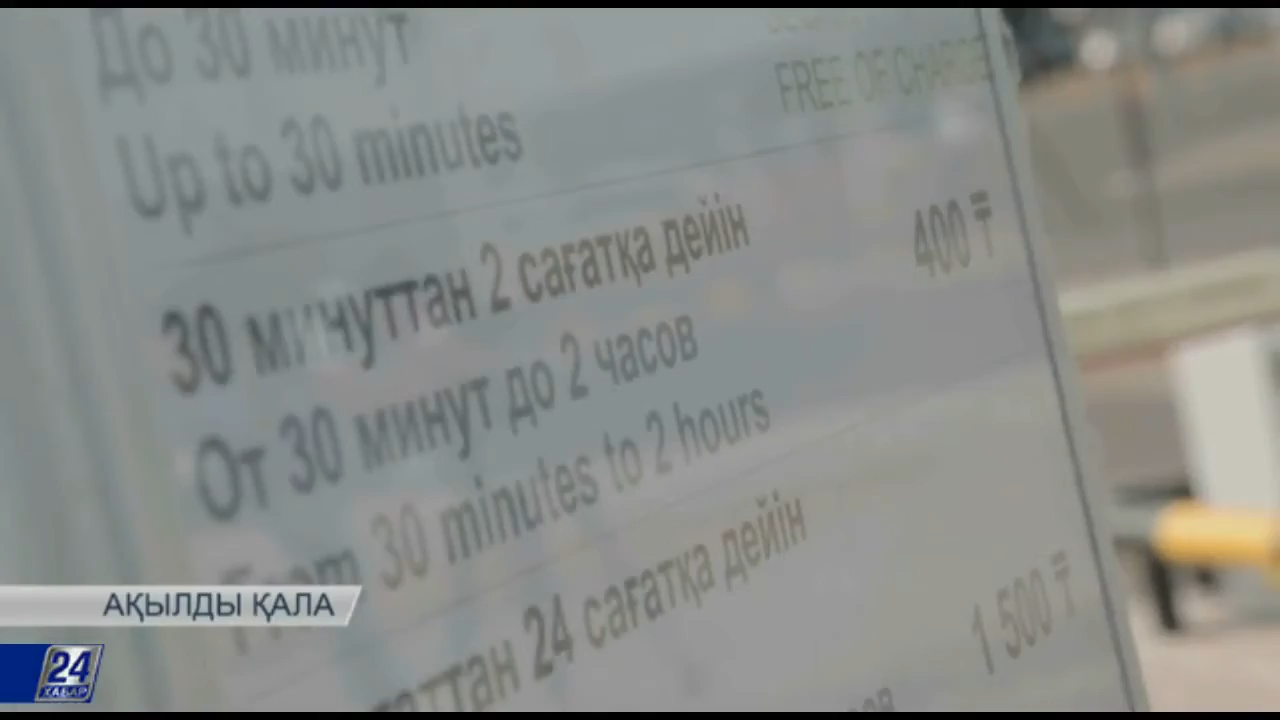 До 30 минут
Up to 30 minutes
FREE OF CHARGE
30 минуттан 2 сағатқа дейін
400 ₸
От 30 минут до 2 часов
From 30 minutes to 2 hours
24 сағатқа дейін
1 500 ₸
АҚЫЛДЫ ҚАЛА
24
ХАБАР